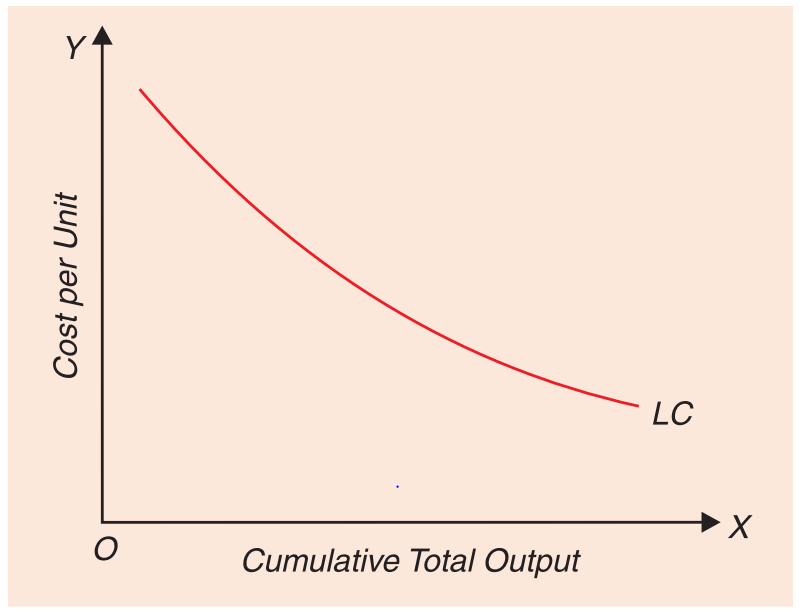 Y
Cost per Unit
LC
X
O
Cumulative Total Output